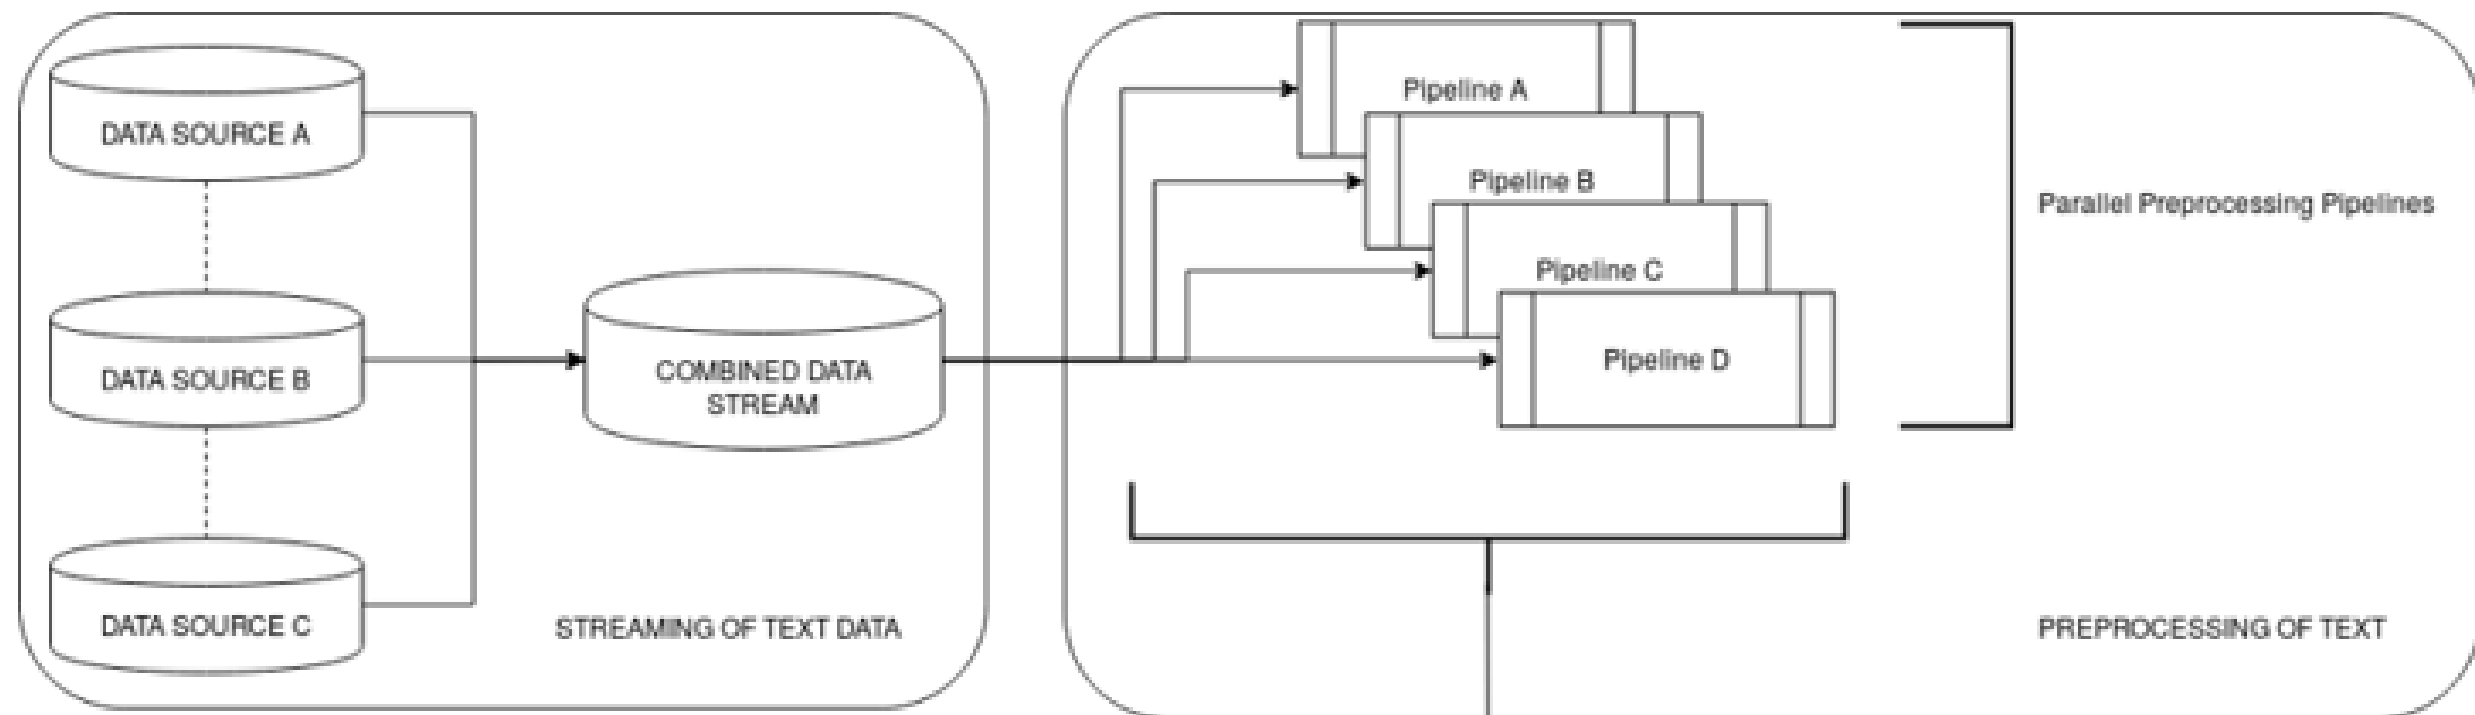 DATA SOURCE A
DATA SOURCE B
DATA SOURCE C
COMBINED DATA
STREAM
STREAMING OF TEXT DATA
Pipeline A
Pipeline B
Pipeline C
Pipeline D
Parallel Preprocessing Pipelines
PREPROCESSING OF TEXT